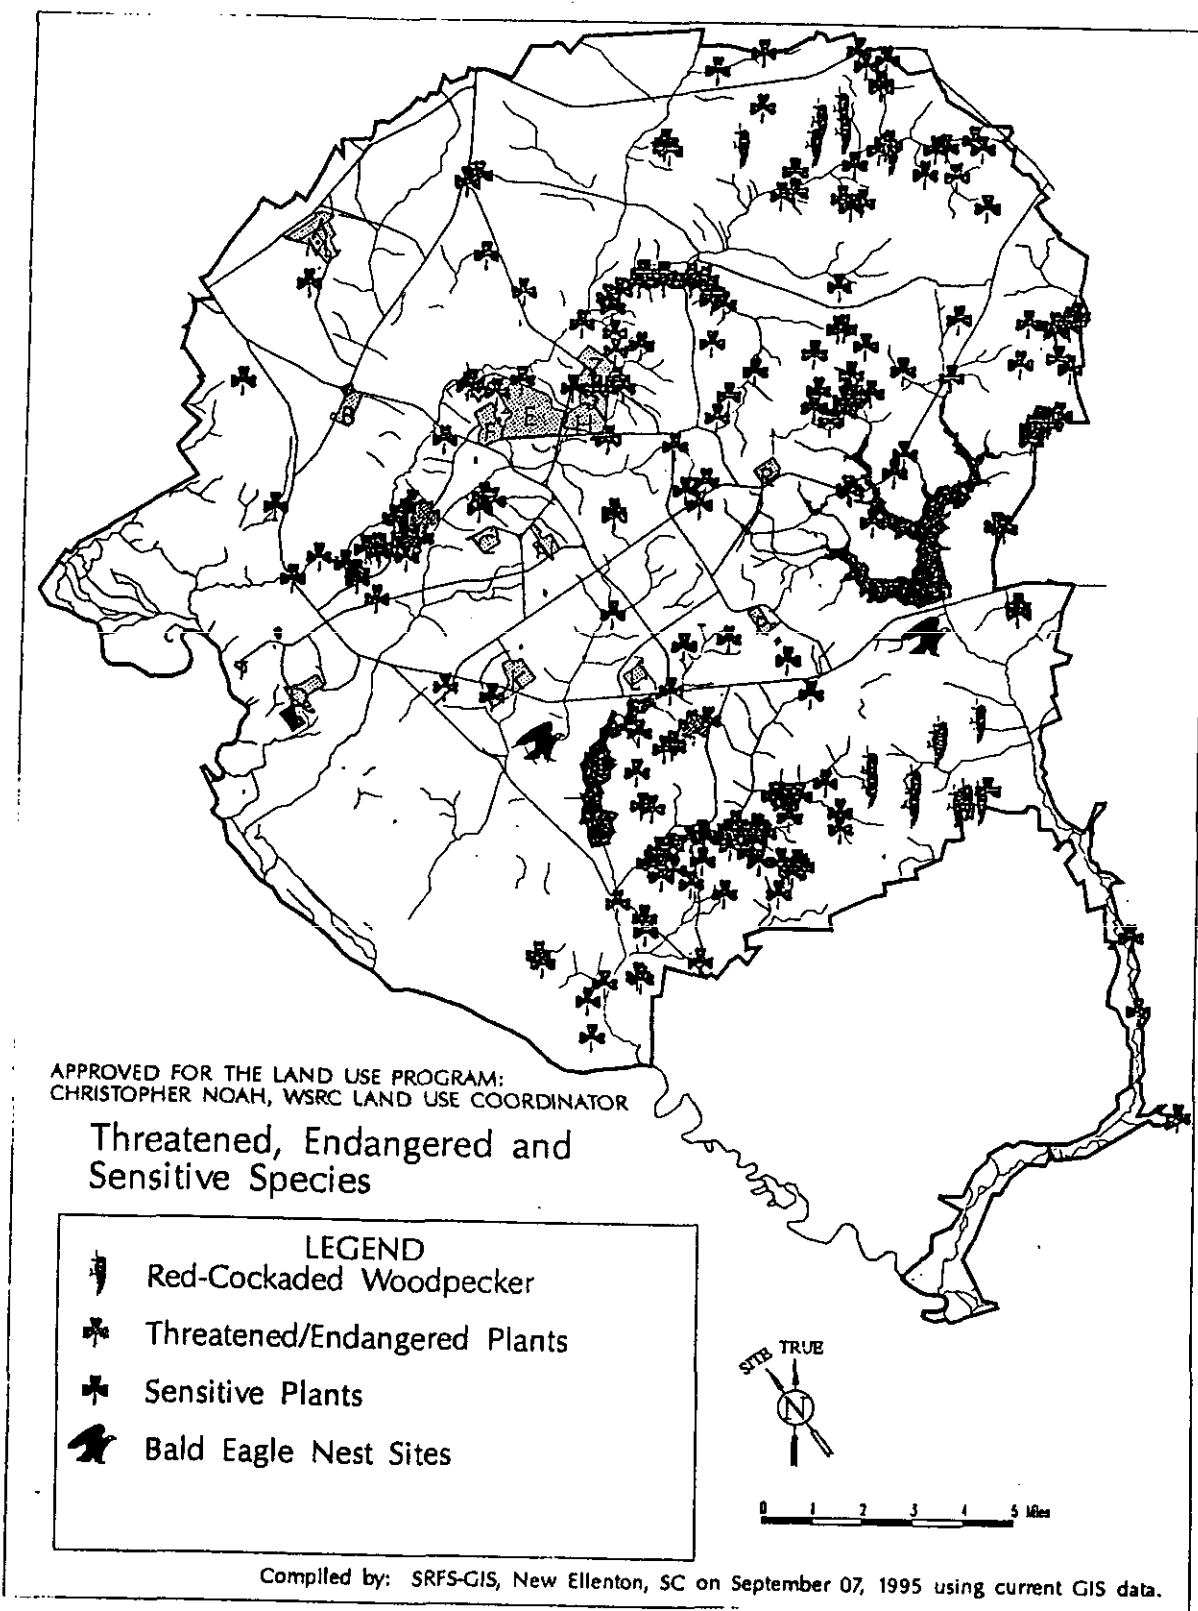 B
Z
F
E
H
C
K
P
L
APPROVED FOR THE LAND USE PROGRAM:
CHRISTOPHER NOAH, WSRC LAND USE COORDINATOR
Threatened, Endangered and
Sensitive Species
LEGEND
Red-Cockaded Woodpecker
Threatened/Endangered Plants
Sensitive Plants
Bald Eagle Nest Sites
SITE TRUE
N
0 1 2 3 4 5 Miles
Compiled by: SRFS-GIS, New Ellenton, SC on September 07, 1995 using current GIS data.